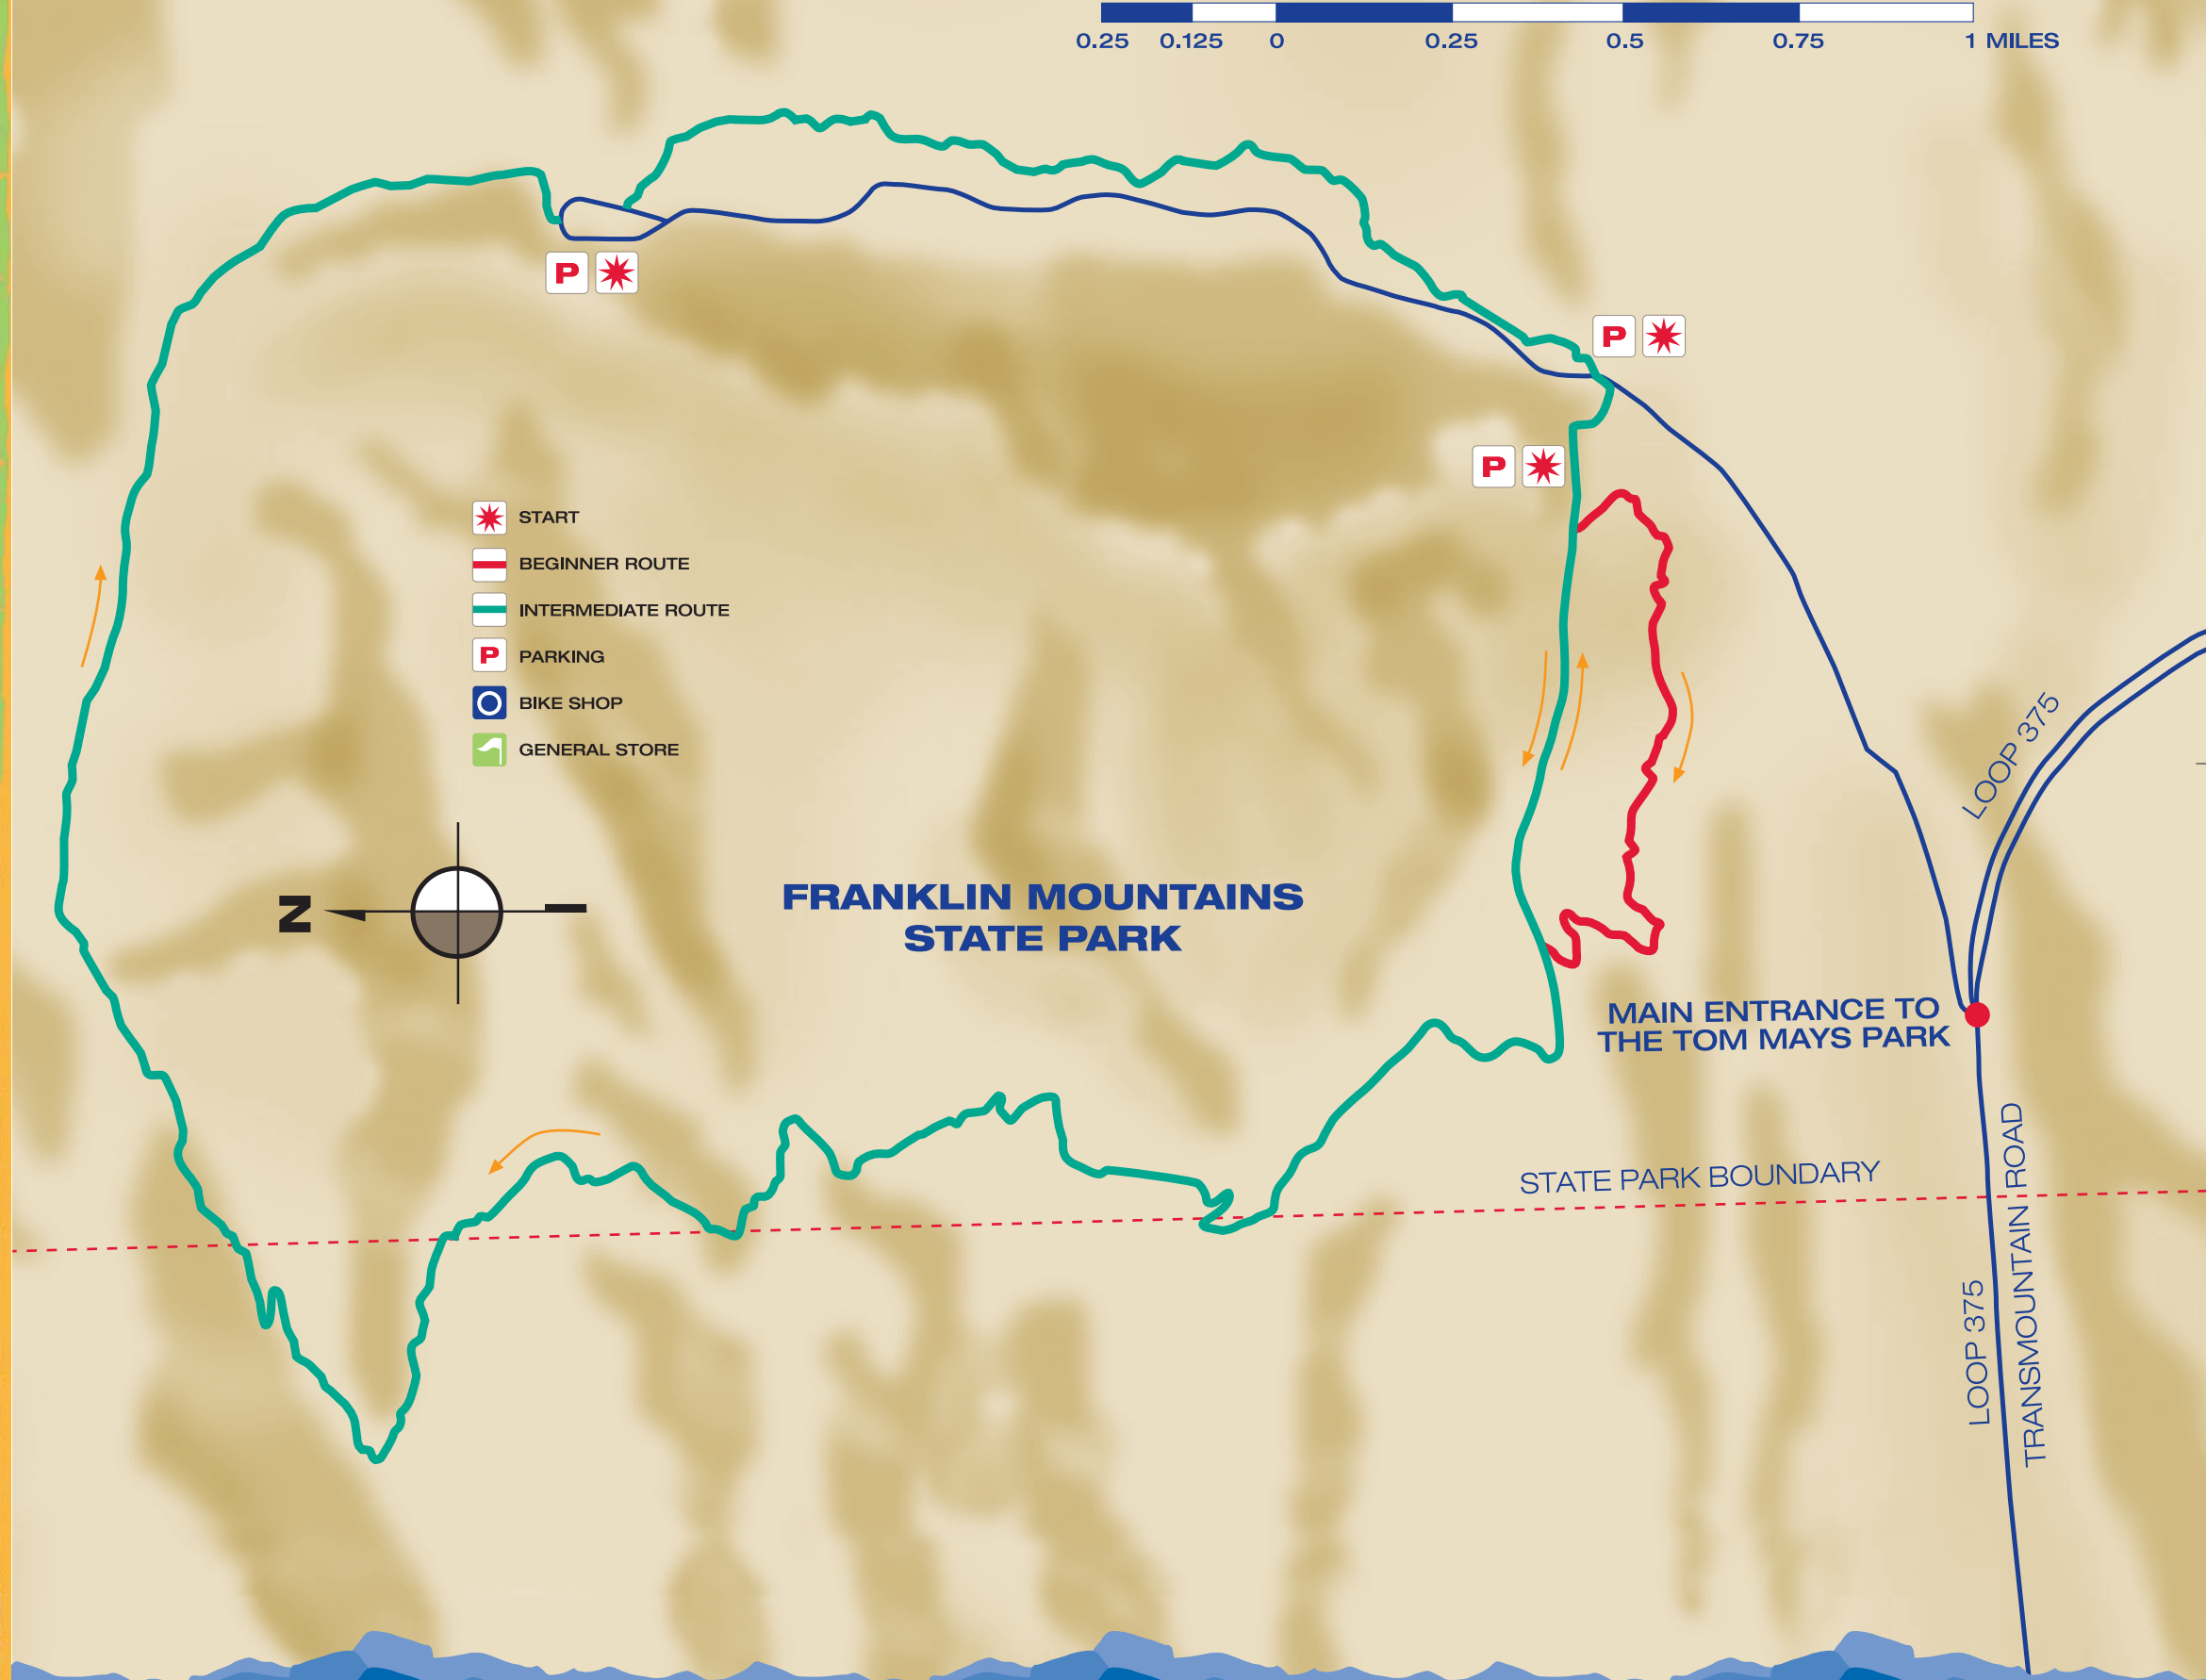 0.25 0.125 0 0.25 0.5 0.75 1 MILES
P
P
P
START
BEGINNER ROUTE
INTERMEDIATE ROUTE
P PARKING
BIKE SHOP
GENERAL STORE
LOOP 375
N
FRANKLIN MOUNTAINS
STATE PARK
MAIN ENTRANCE TO
THE TOM MAYS PARK
STATE PARK BOUNDARY
LOOP 375
TRANSMOUNTAIN ROAD